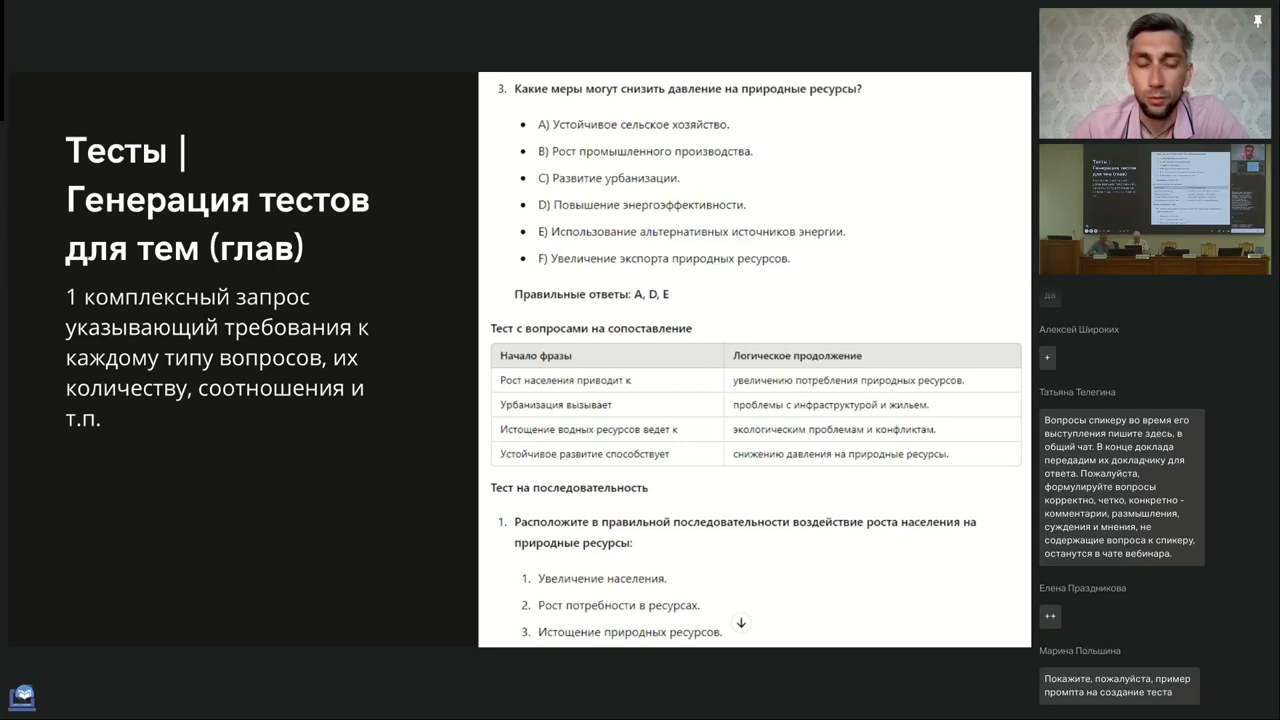 Тесты |
Генерация тестов
для тем (глав)
1 комплексный запрос
указывающий требования к
каждому типу вопросов, их
количеству, соотношения и
т.п.
3. Какие меры могут снизить давление на природные ресурсы?
• A) Устойчивое сельское хозяйство.
• B) Рост промышленного производства.
• C) Развитие урбанизации.
• D) Повышение энергоэффективности.
• E) Использование альтернативных источников энергии.
• F) Увеличение экспорта природных ресурсов.
Правильные ответы: A, D, E
Тест с вопросами на сопоставление
Начало фразы Логическое продолжение
Рост населения приводит к увеличению потребления природных ресурсов.
Урбанизация вызывает проблемы с инфраструктурой и жильем.
Истощение водных ресурсов ведет к экологическим проблемам и конфликтам.
Устойчивое развитие способствует снижению давления на природные ресурсы.
Тест на последовательность
1. Расположите в правильной последовательности воздействие роста населения на
природные ресурсы:
1. Увеличение населения.
2. Рост потребности в ресурсах.
3. Истощение природных ресурсов.
Тесты |
Генерация тестов
для тем (глав)
да
Алексей Широких
+
Татьяна Телегина
Вопросы спикеру во время его
выступления пишите здесь, в
общий чат. В конце доклада
передадим их докладчику для
ответа. Пожалуйста,
формулируйте вопросы
корректно, четко, конкретно -
комментарии, размышления,
суждения и мнения, не
содержащие вопроса к спикеру,
останутся в чате вебинара.
Елена Праздникова
++
Марина Польшина
Покажите, пожалуйста, пример
промпта на создание теста